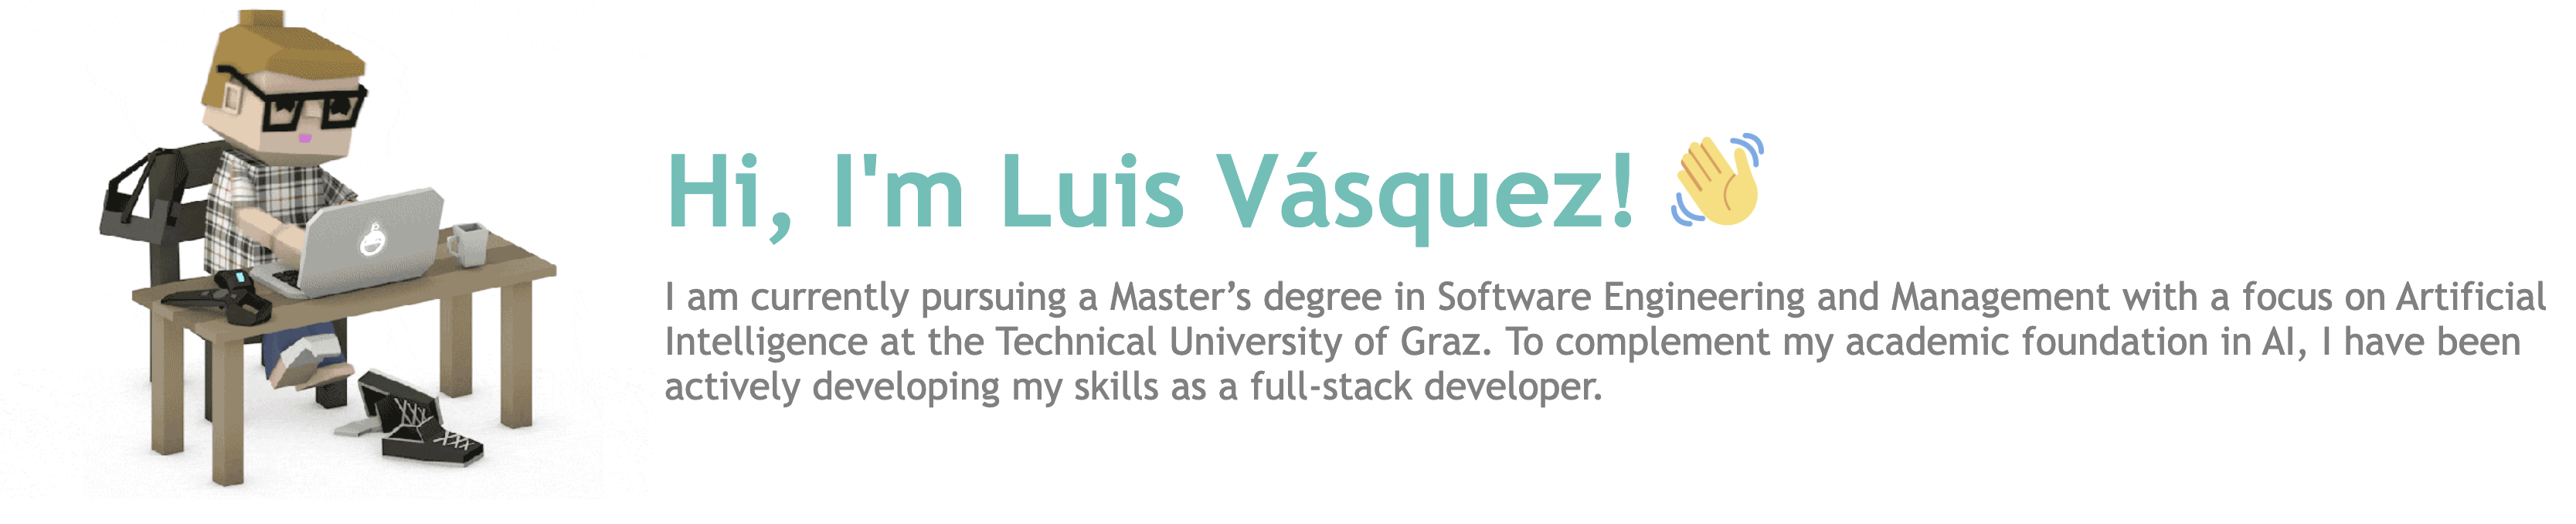 Hi, I'm Luis Vásquez!
I am currently pursuing a Master’s degree in Software Engineering and Management with a focus on Artificial
Intelligence at the Technical University of Graz. To complement my academic foundation in AI, I have been
actively developing my skills as a full-stack developer.